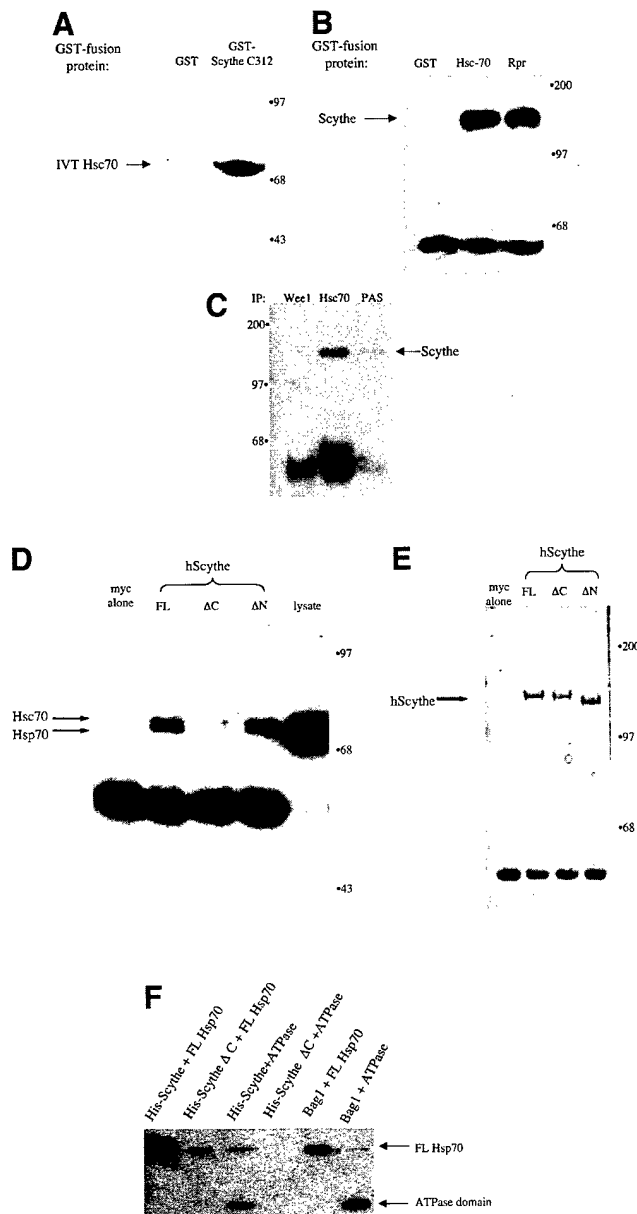 A
GST-fusion protein:
GST
GST-Scythe C312
•97
IVT Hsc70
•68
•43
B
GST-fusion protein:
GST Hsc-70 Rpr
•200
Scythe
•97
•68
C
IP: Wee1 Hsc70 PAS
200•
Scythe
97•
68•
D
hScythe
myc alone
FL ΔC ΔN lysate
•97
Hsc70
Hsp70
•68
•43
E
hScythe
myc alone
FL ΔC ΔN
•200
hScythe
•97
•68
F
His-Scythe + FL Hsp70
His-Scythe Δ C + FL Hsp70
His-Scythe+ATPase
His-Scythe ΔC +ATPase
Bag1 + FL Hsp70
Bag1 + ATPase
FL Hsp70
ATPase domain